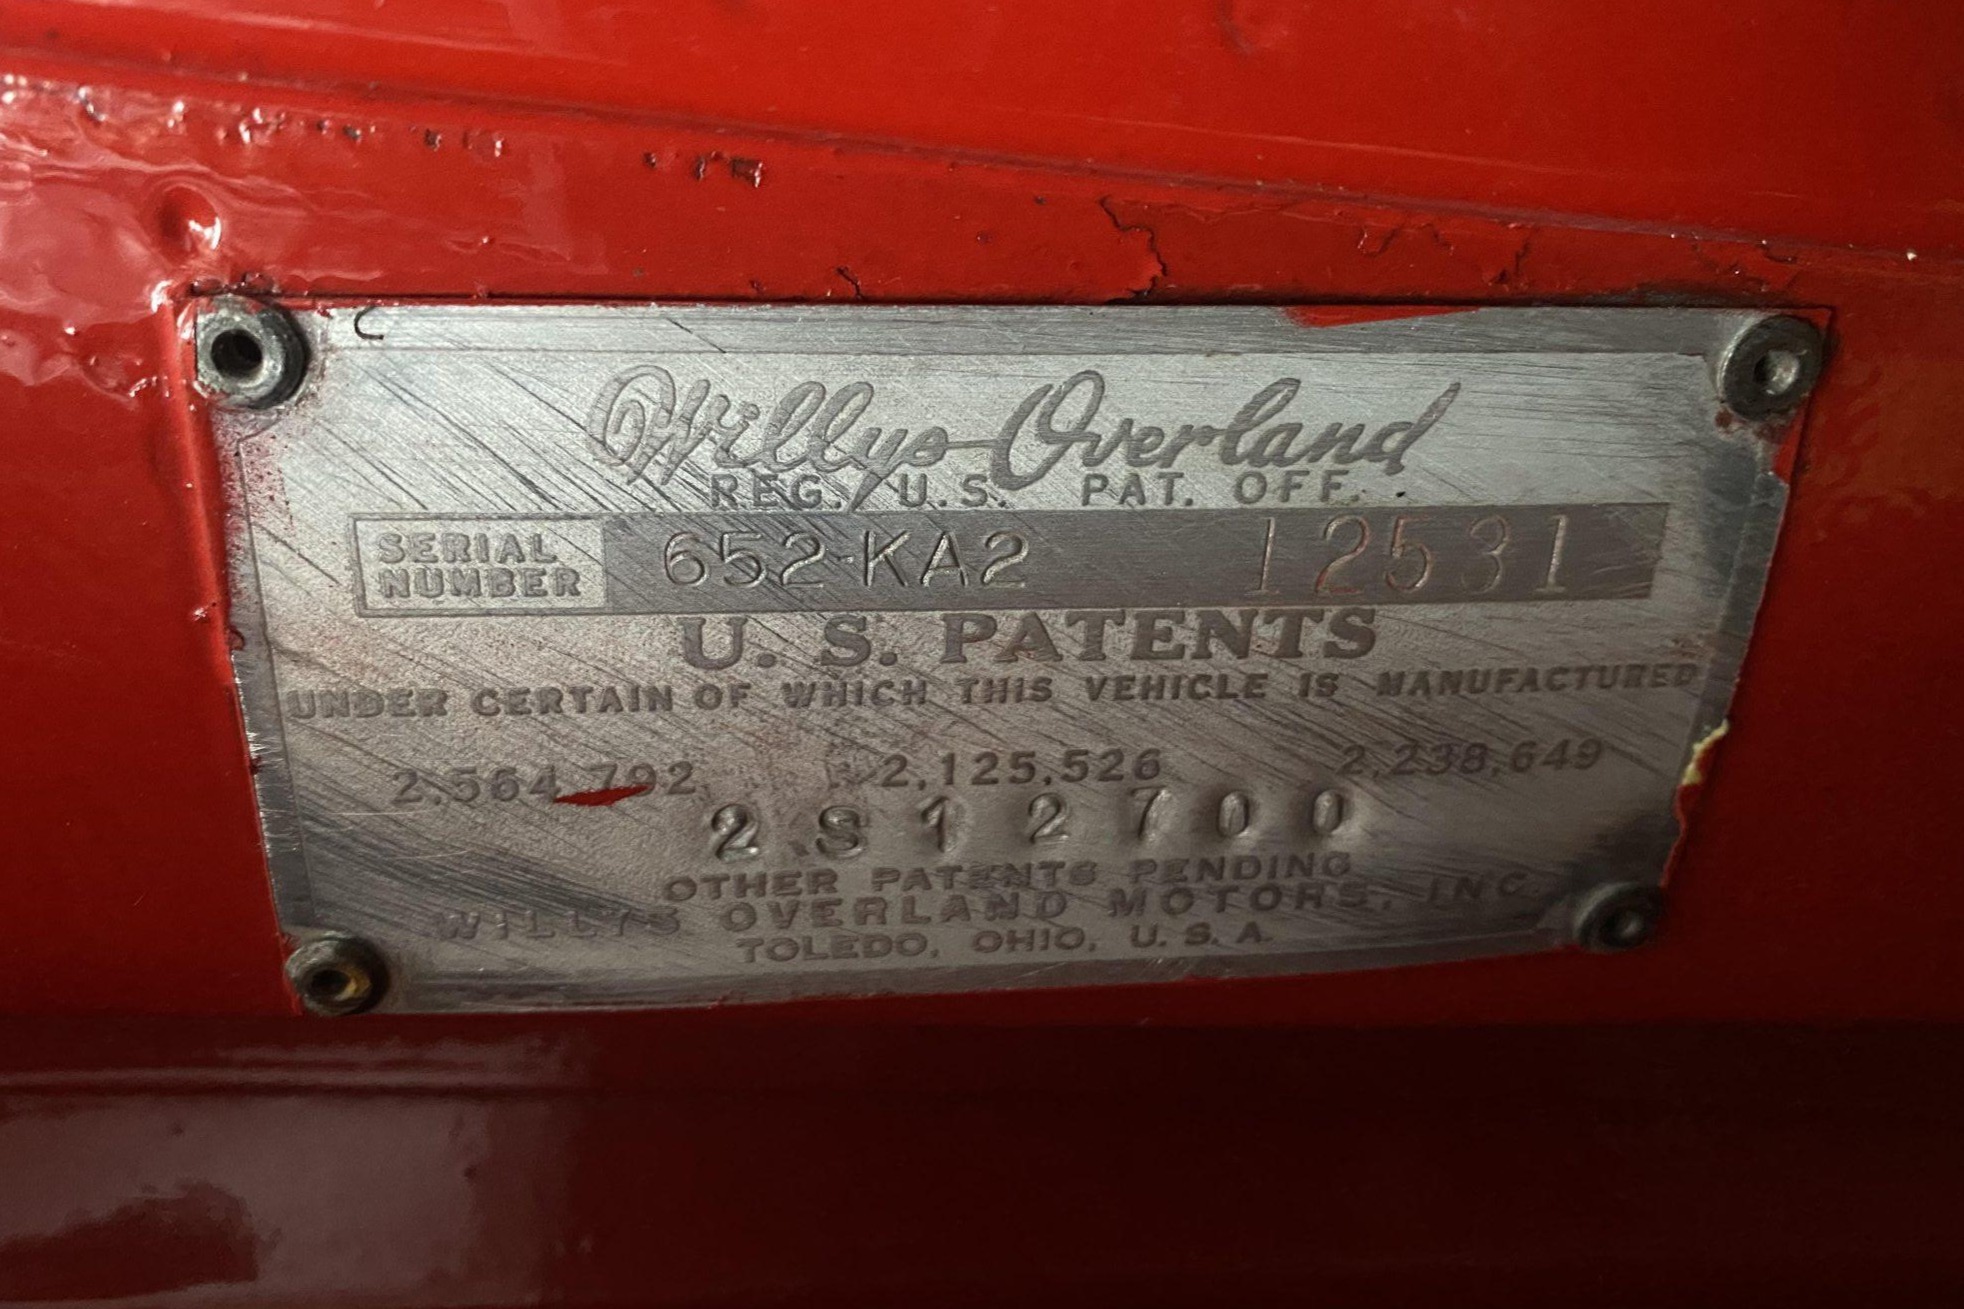 Willys-Overland
REG. U.S. PAT. OFF.
SERIAL NUMBER 652-KA2 12531
U. S. PATENTS
UNDER CERTAIN OF WHICH THIS VEHICLE IS MANUFACTURED
2,564,792 2,125,526 2,238,649
2S12700
OTHER PATENTS PENDING
WILLYS OVERLAND MOTORS, INC
TOLEDO, OHIO, U. S. A.